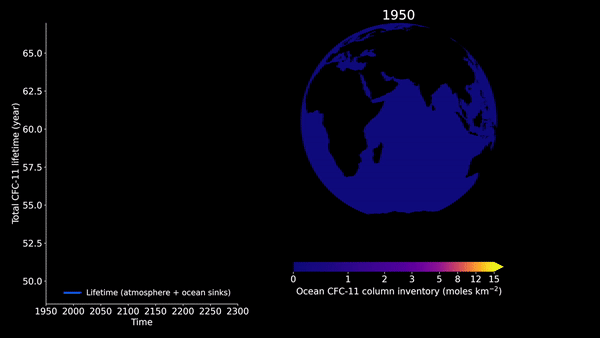 1950
65.0
62.5
60.0
57.5
55.0
52.5
50.0
Total CFC-11 lifetime (year)
Lifetime (atmosphere + ocean sinks)
1950 2000 2050 2100 2150 2200 2250 2300
Time
0 1 2 3 5 8 12 15
Ocean CFC-11 column inventory (moles km⁻²)